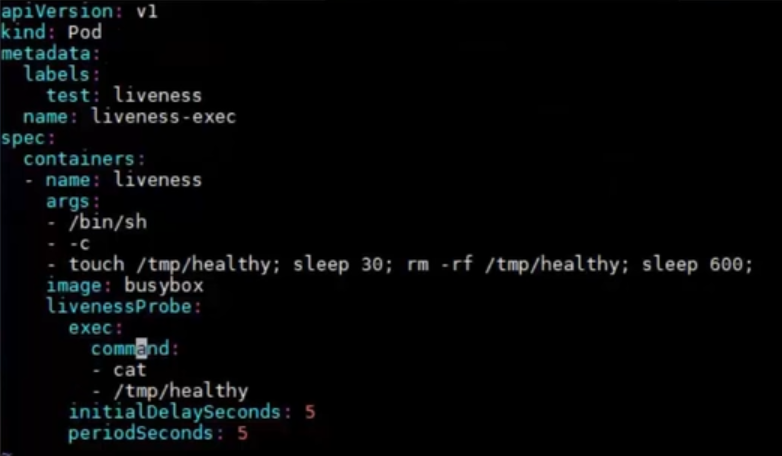 apiVersion: v1
kind: Pod
metadata:
  labels:
    test: liveness
  name: liveness-exec
spec:
  containers:
  - name: liveness
    args:
    - /bin/sh
    - -c
    - touch /tmp/healthy; sleep 30; rm -rf /tmp/healthy; sleep 600;
    image: busybox
    livenessProbe:
      exec:
        command:
        - cat
        - /tmp/healthy
      initialDelaySeconds: 5
      periodSeconds: 5
~